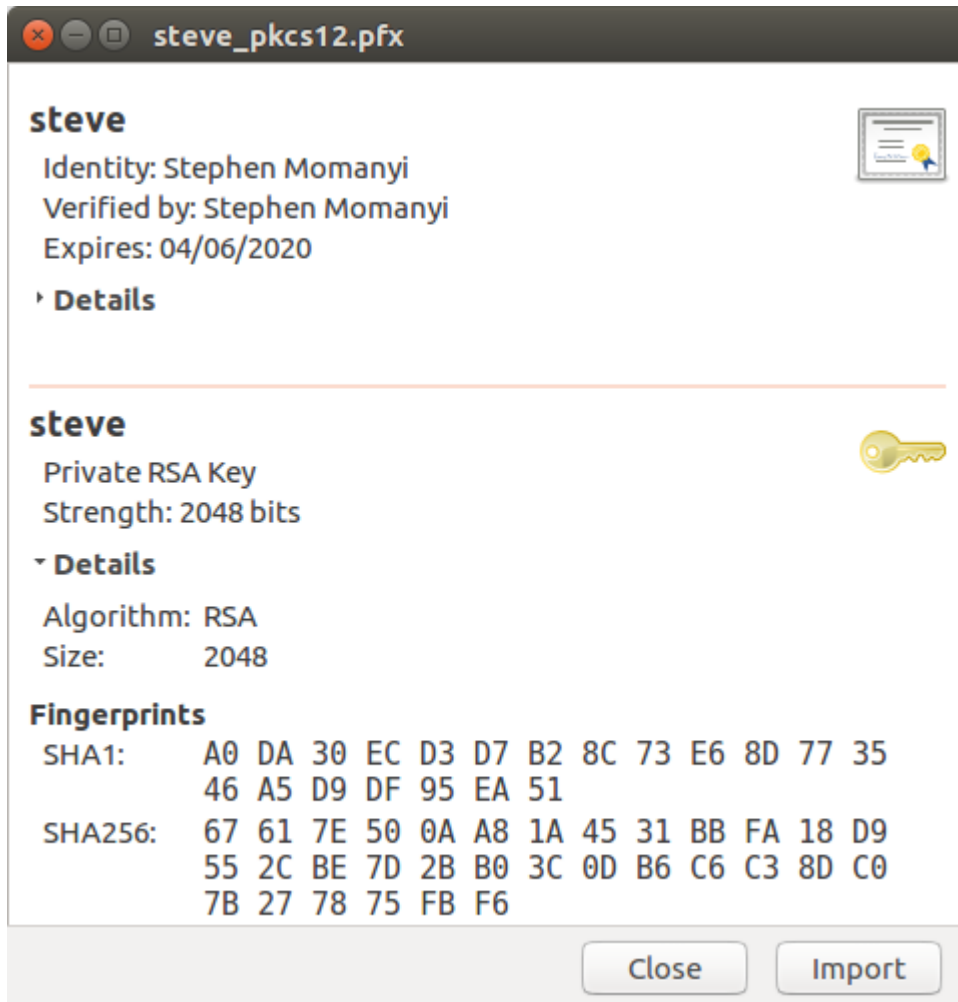 steve_pkcs12.pfx
steve
Identity: Stephen Momanyi
Verified by: Stephen Momanyi
Expires: 04/06/2020
Details
steve
Private RSA Key
Strength: 2048 bits
Details
Algorithm: RSA
Size: 2048
Fingerprints
SHA1: A0 DA 30 EC D3 D7 B2 8C 73 E6 8D 77 35
46 A5 D9 DF 95 EA 51
SHA256: 67 61 7E 50 0A A8 1A 45 31 BB FA 18 D9
55 2C BE 7D 2B B0 3C 0D B6 C6 C3 8D C0
7B 27 78 75 FB F6
Close Import